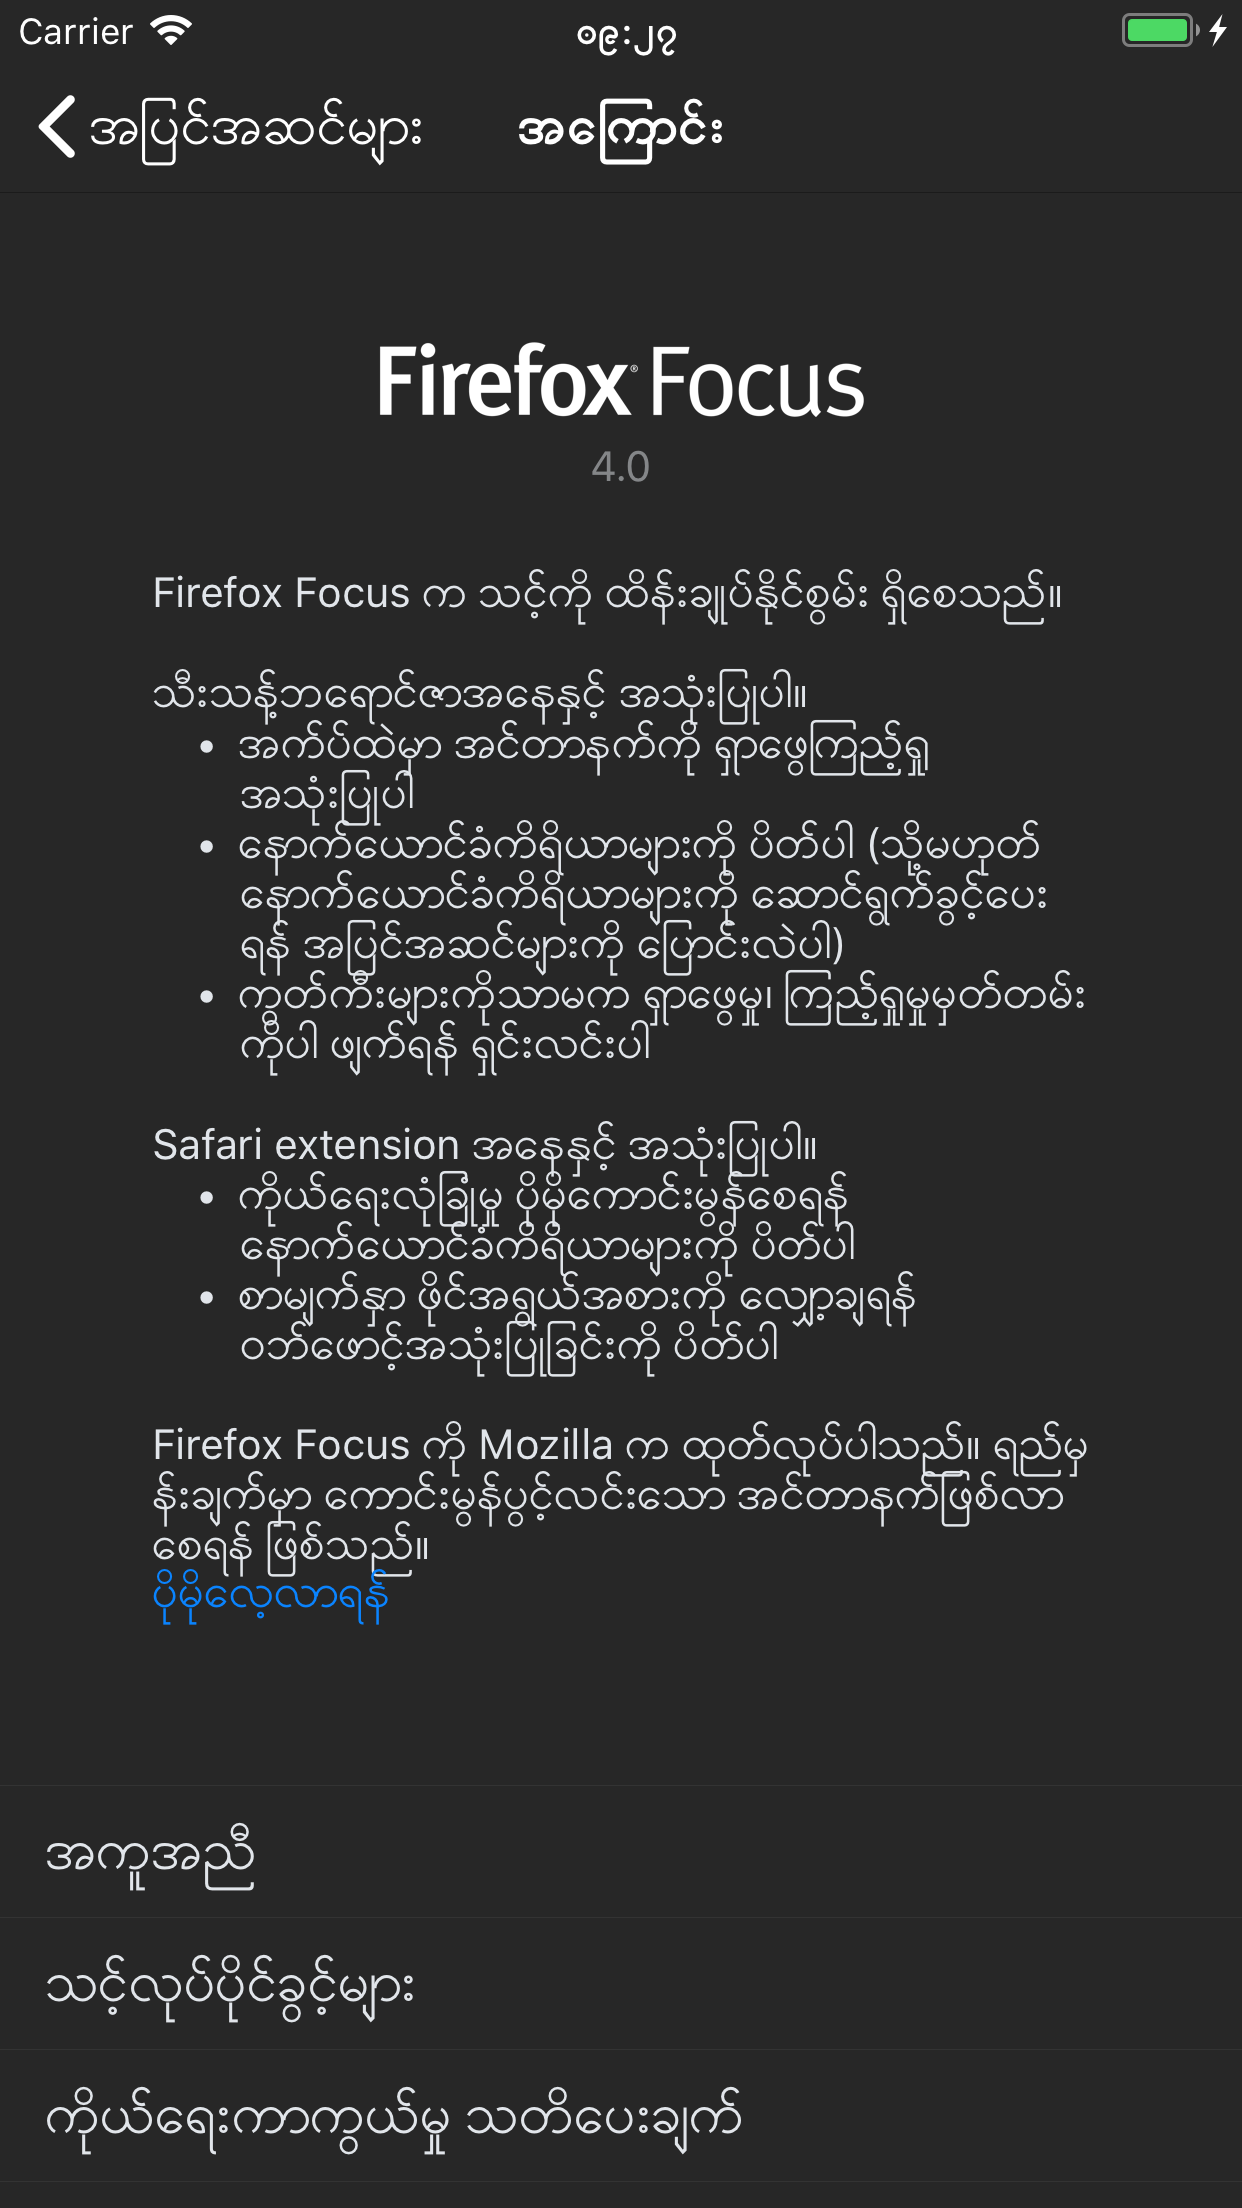 Carrier ၀၉:၂၇
အပြင်အဆင်များ အကြောင်း
Firefox® Focus
4.0
Firefox Focus က သင့်ကို ထိန်းချုပ်နိုင်စွမ်း ရှိစေသည်။
သီးသန့်ဘရောင်ဇာအနေနှင့် အသုံးပြုပါ။
• အက်ပ်ထဲမှာ အင်တာနက်ကို ရှာဖွေကြည့်ရှု
အသုံးပြုပါ
• နောက်ယောင်ခံကိရိယာများကို ပိတ်ပါ (သို့မဟုတ်
နောက်ယောင်ခံကိရိယာများကို ဆောင်ရွက်ခွင့်ပေး
ရန် အပြင်အဆင်များကို ပြောင်းလဲပါ)
• ကွတ်ကီးများကိုသာမက ရှာဖွေမှု၊ ကြည့်ရှုမှုမှတ်တမ်း
ကိုပါ ဖျက်ရန် ရှင်းလင်းပါ
Safari extension အနေနှင့် အသုံးပြုပါ။
• ကိုယ်ရေးလုံခြုံမှု ပိုမိုကောင်းမွန်စေရန်
နောက်ယောင်ခံကိရိယာများကို ပိတ်ပါ
• စာမျက်နှာ ဖိုင်အရွယ်အစားကို လျှော့ချရန်
ဝဘ်ဖောင့်အသုံးပြုခြင်းကို ပိတ်ပါ
Firefox Focus ကို Mozilla က ထုတ်လုပ်ပါသည်။ ရည်မှ
န်းချက်မှာ ကောင်းမွန်ပွင့်လင်းသော အင်တာနက်ဖြစ်လာ
စေရန် ဖြစ်သည်။
ပိုမိုလေ့လာရန်
အကူအညီ
သင့်လုပ်ပိုင်ခွင့်များ
ကိုယ်ရေးကာကွယ်မှု သတိပေးချက်